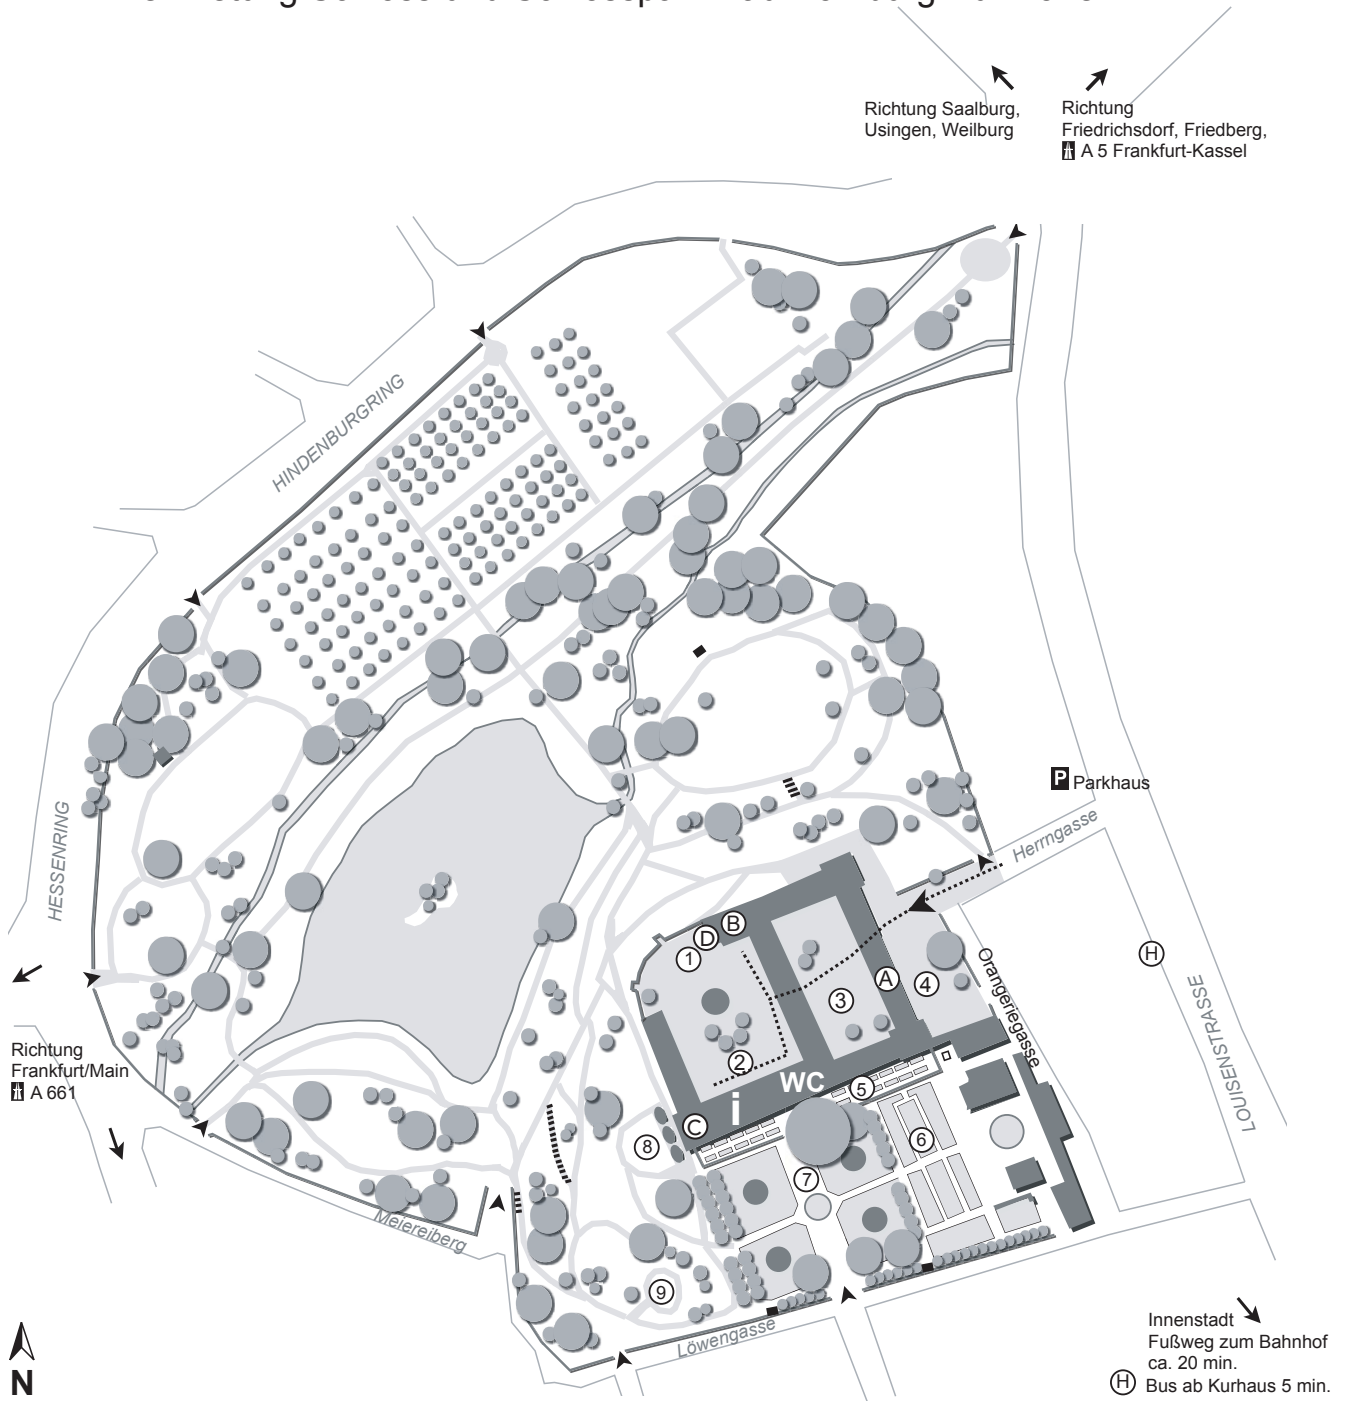 Richtung Saalburg,
Usingen, Weilburg
Richtung
Friedrichsdorf, Friedberg,
A 5 Frankfurt-Kassel
HINDENBURGRING
HESSENRING
P Parkhaus
Herrngasse
Orangeriegasse
LOUISENSTRASSE
H
B
D
1
A
4
3
2
WC
5
i
C
8
6
7
9
Richtung
Frankfurt/Main
A 661
Meiereiberg
Löwengasse
N
Innenstadt
Fußweg zum Bahnhof
ca. 20 min.
H Bus ab Kurhaus 5 min.